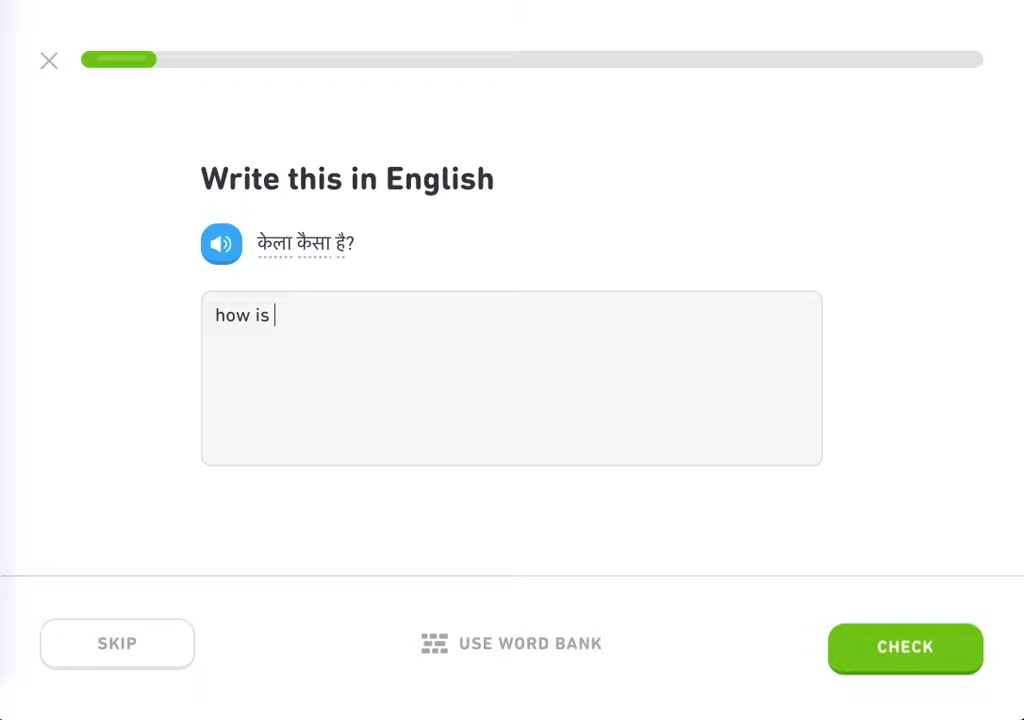 Write this in English
केला कैसा है?
how is
SKIP
USE WORD BANK
CHECK